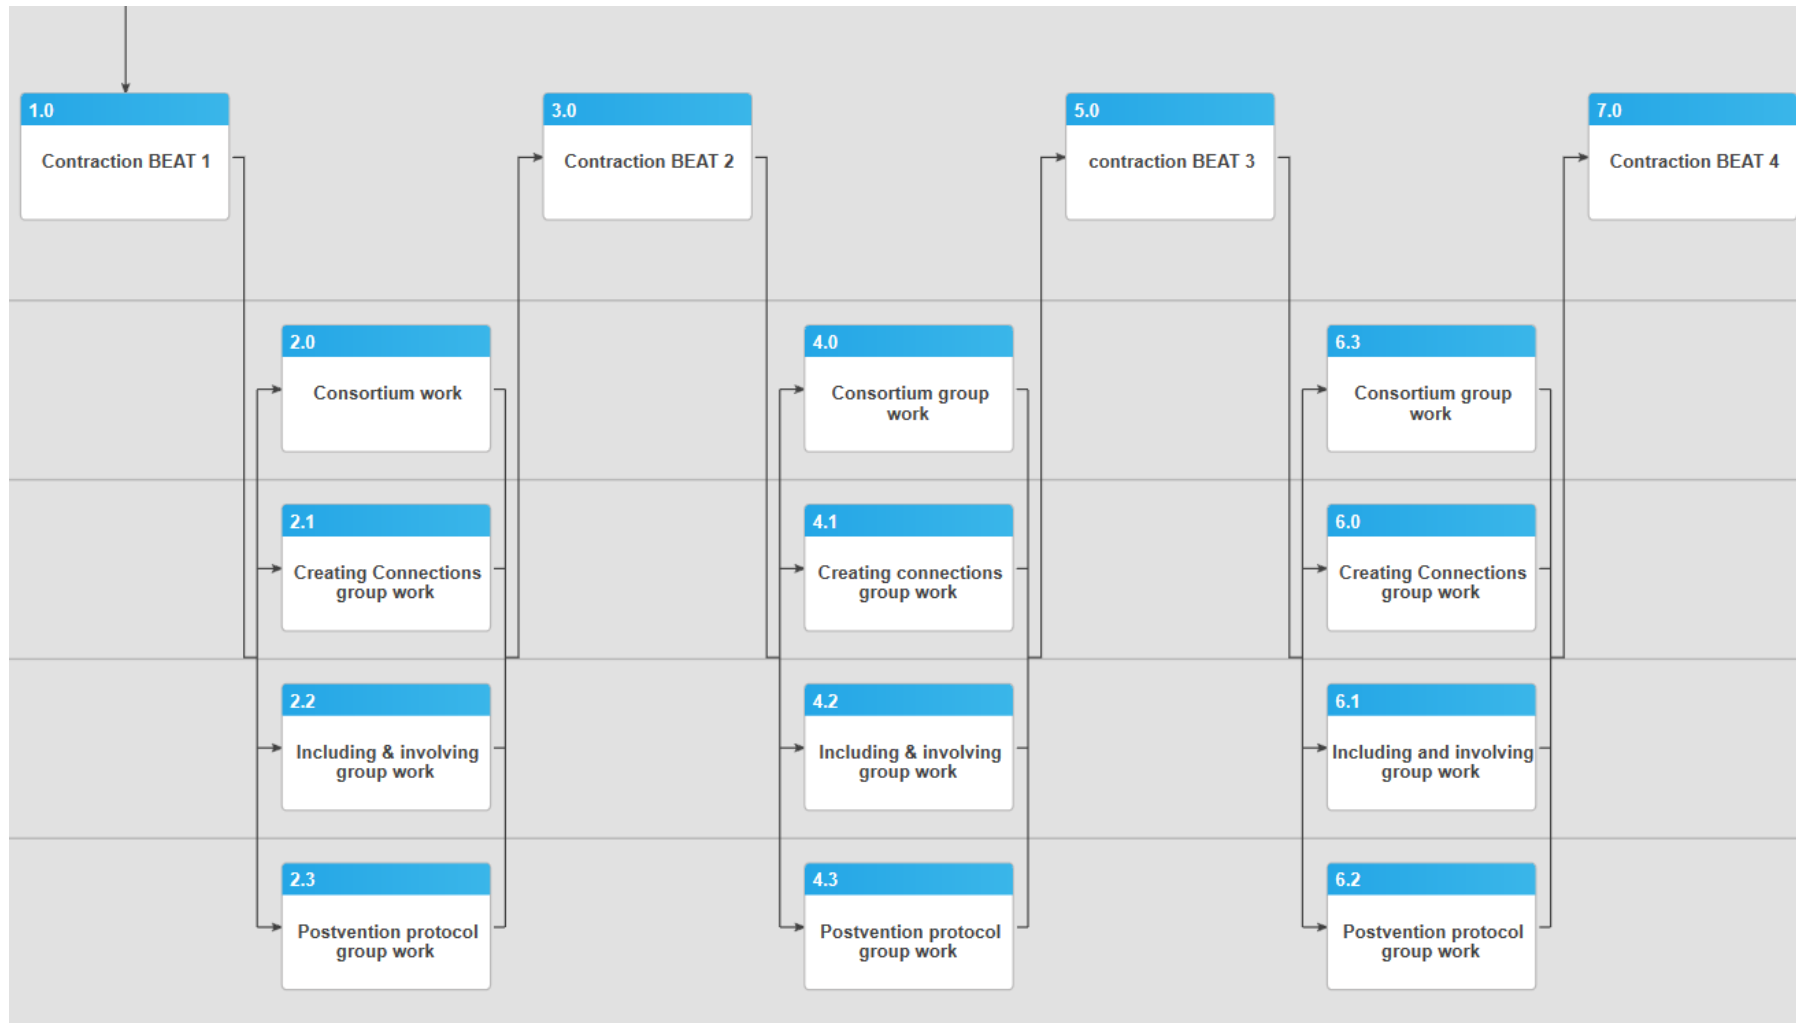 1.0
Contraction BEAT 1
3.0
Contraction BEAT 2
5.0
contraction BEAT 3
7.0
Contraction BEAT 4
2.0
Consortium work
4.0
Consortium group
work
6.3
Consortium group
work
2.1
Creating Connections
group work
4.1
Creating connections
group work
6.0
Creating Connections
group work
2.2
Including & involving
group work
4.2
Including & involving
group work
6.1
Including and involving
group work
2.3
Postvention protocol
group work
4.3
Postvention protocol
group work
6.2
Postvention protocol
group work